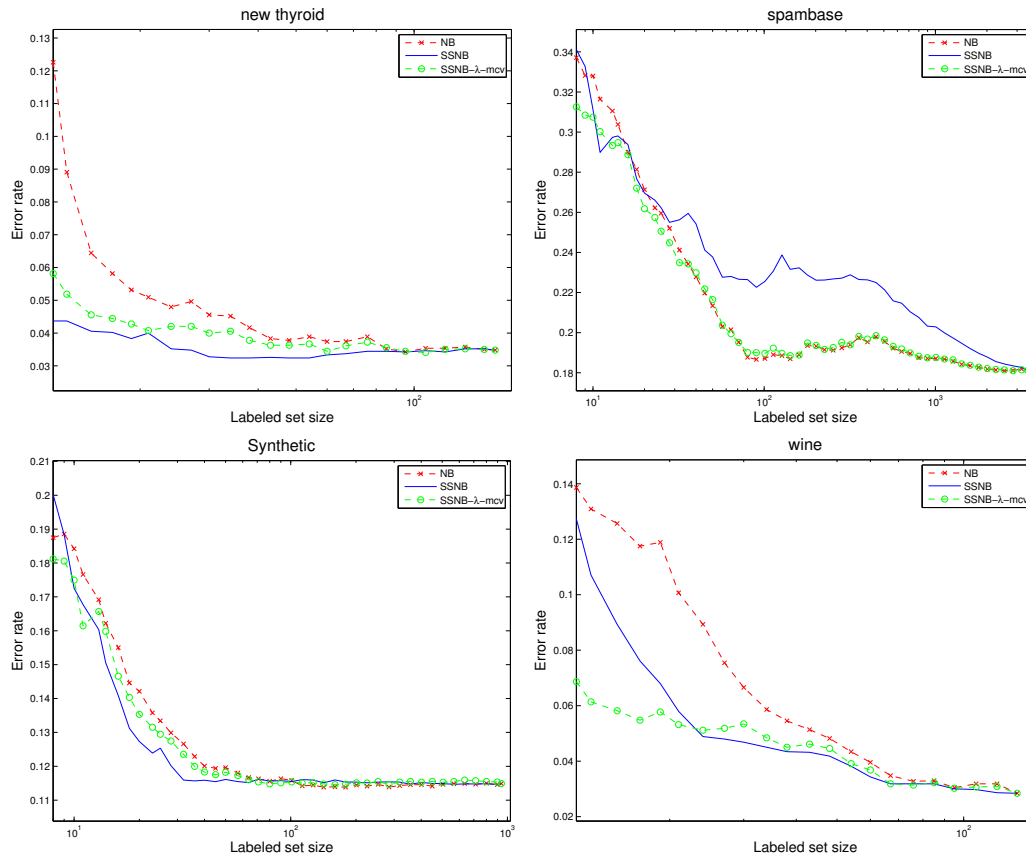 new thyroid
0.13
0.12
0.11
0.1
0.09
0.08
0.07
0.06
0.05
0.04
0.03
Error rate
NB
SSNB
SSNB-λ-mcv
10²
Labeled set size
spambase
0.34
0.32
0.3
0.28
0.26
0.24
0.22
0.2
0.18
Error rate
NB
SSNB
SSNB-λ-mcv
10¹
10²
10³
Labeled set size
Synthetic
0.21
0.2
0.19
0.18
0.17
0.16
0.15
0.14
0.13
0.12
0.11
Error rate
NB
SSNB
SSNB-λ-mcv
10¹
10²
10³
Labeled set size
wine
0.14
0.12
0.1
0.08
0.06
0.04
0.02
Error rate
NB
SSNB
SSNB-λ-mcv
10²
Labeled set size